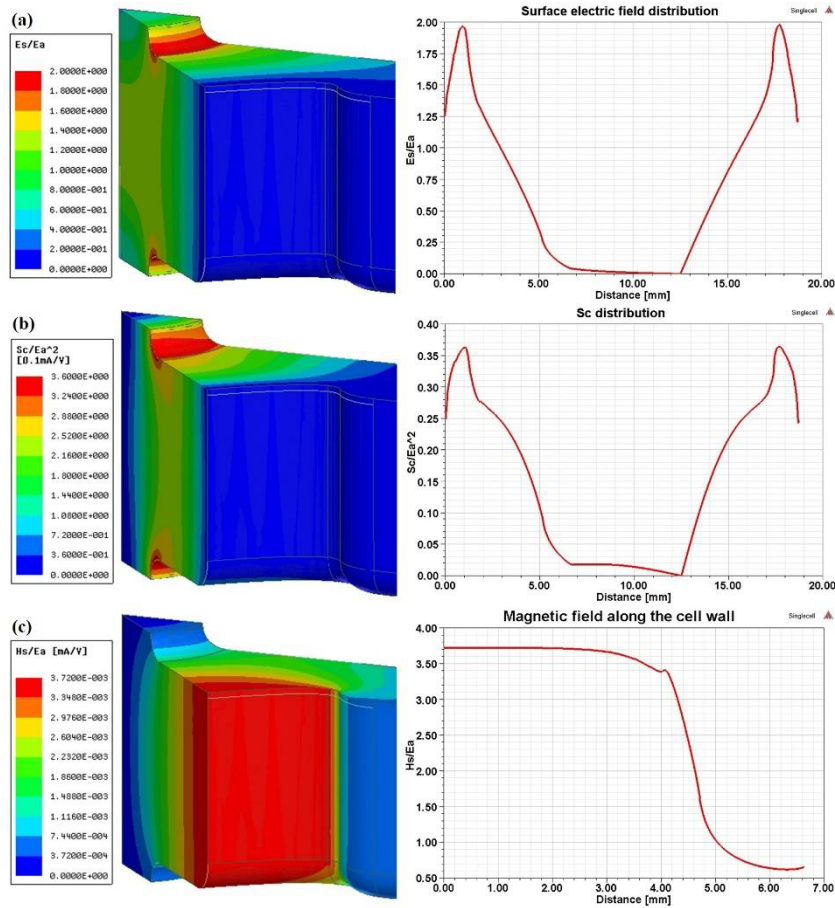 (a)
Es/Ea
2.0000E+000
1.8000E+000
1.6000E+000
1.4000E+000
1.2000E+000
1.0000E+000
8.0000E-001
6.0000E-001
4.0000E-001
2.0000E-001
0.0000E+000
Surface electric field distribution
Singlecell
Es/Ea
2.00
1.75
1.50
1.25
1.00
0.75
0.50
0.25
0.00
0.00 5.00 10.00 15.00 20.00
Distance [mm]
(b)
Sc/Ea^2
[0.1mA/V]
3.6000E+000
3.2400E+000
2.8800E+000
2.5200E+000
2.1600E+000
1.8000E+000
1.4400E+000
1.0800E+000
7.2000E-001
3.6000E-001
0.0000E+000
Sc distribution
Singlecell
Sc/Ea^2
0.40
0.35
0.30
0.25
0.20
0.15
0.10
0.05
0.00
0.00 5.00 10.00 15.00 20.00
Distance [mm]
(c)
Hs/Ea [mA/V]
3.7200E-003
3.3480E-003
2.9760E-003
2.6040E-003
2.2320E-003
1.8600E-003
1.4880E-003
1.1160E-003
7.4400E-004
3.7200E-004
0.0000E+000
Magnetic field along the cell wall
Singlecell
Hs/Ea
4.00
3.50
3.00
2.50
2.00
1.50
1.00
0.50
0.00 1.00 2.00 3.00 4.00 5.00 6.00 7.00
Distance [mm]